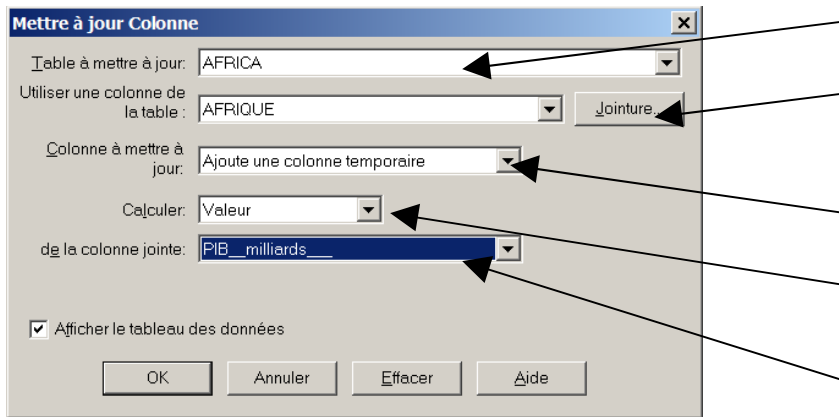 Mettre à jour Colonne
Table à mettre à jour: AFRICA
Utiliser une colonne de
la table : AFRIQUE Jointure...
Colonne à mettre à
jour: Ajoute une colonne temporaire
Calculer: Valeur
de la colonne jointe: PIB__milliards___
Afficher le tableau des données
OK Annuler Effacer Aide